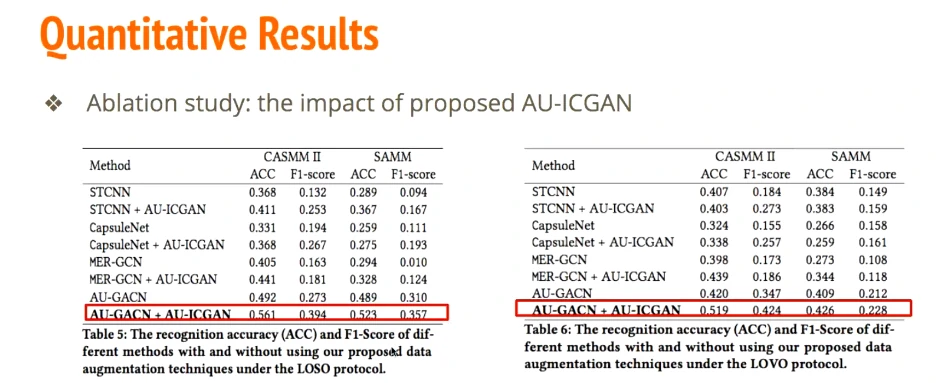 Quantitative Results
❖ Ablation study: the impact of proposed AU-ICGAN
Method CASMM II SAMM
ACC F1-score ACC F1-score
STCNN 0.368 0.132 0.289 0.094
STCNN + AU-ICGAN 0.411 0.253 0.367 0.167
CapsuleNet 0.331 0.194 0.259 0.111
CapsuleNet + AU-ICGAN 0.368 0.267 0.275 0.193
MER-GCN 0.405 0.163 0.294 0.010
MER-GCN + AU-ICGAN 0.441 0.181 0.328 0.124
AU-GACN 0.492 0.273 0.489 0.310
AU-GACN + AU-ICGAN 0.561 0.394 0.523 0.357
Table 5: The recognition accuracy (ACC) and F1-Score of dif-
ferent methods with and without using our proposed data
augmentation techniques under the LOSO protocol.
Method CASMM II SAMM
ACC F1-score ACC F1-score
STCNN 0.407 0.184 0.384 0.149
STCNN + AU-ICGAN 0.403 0.273 0.383 0.159
CapsuleNet 0.324 0.155 0.266 0.158
CapsuleNet + AU-ICGAN 0.338 0.257 0.259 0.161
MER-GCN 0.398 0.173 0.273 0.108
MER-GCN + AU-ICGAN 0.439 0.186 0.344 0.118
AU-GACN 0.420 0.347 0.409 0.212
AU-GACN + AU-ICGAN 0.519 0.424 0.426 0.228
Table 6: The recognition accuracy (ACC) and F1-Score of dif-
ferent methods with and without using our proposed data
augmentation techniques under the LOVO protocol.